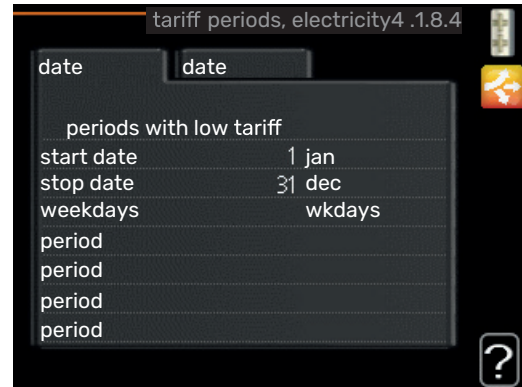 tariff periods, electricity4 .1.8.4
date date
periods with low tariff
start date 1 jan
stop date 31 dec
weekdays wkdays
period
period
period
period
?